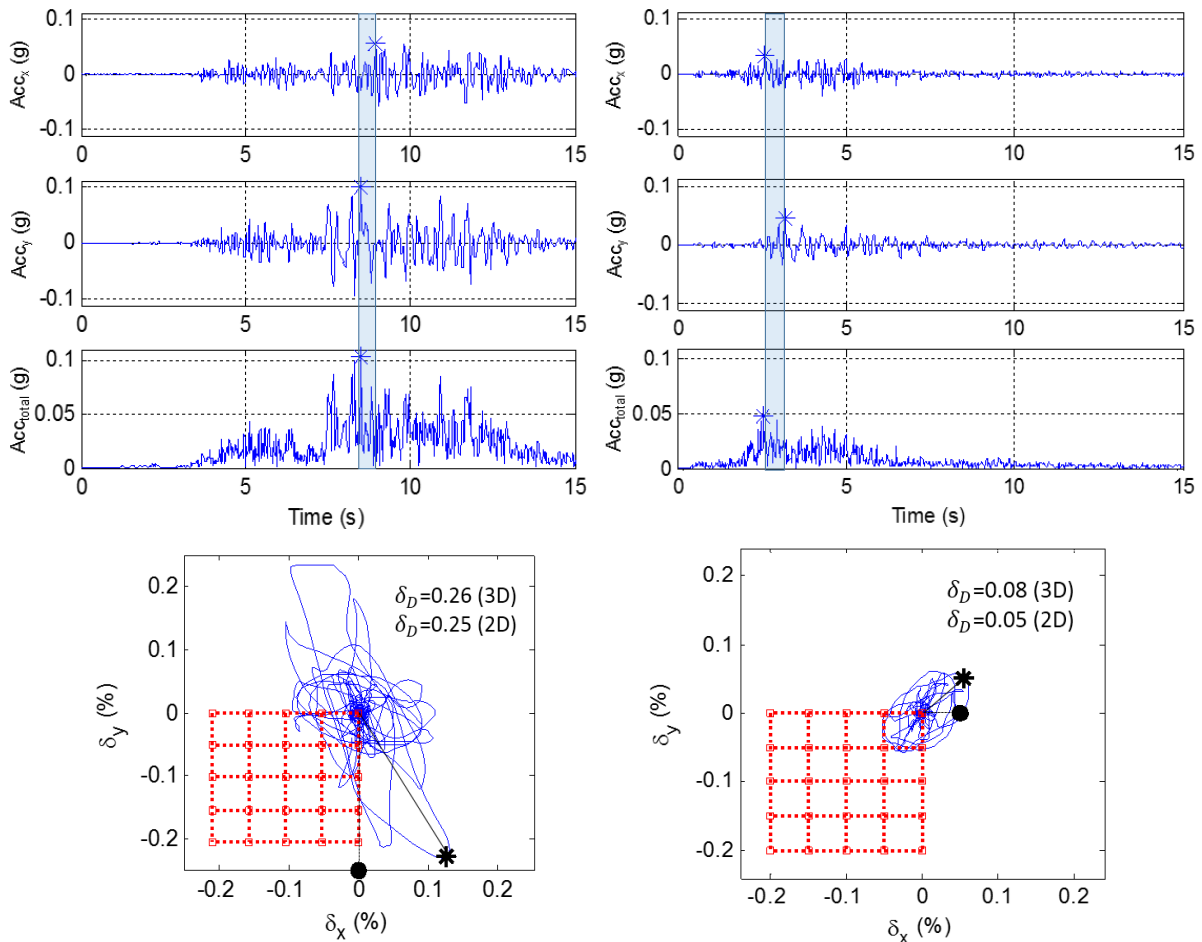 0.1
0
-0.1
Acc_x (g)
0 5 10 15
0.1
0
-0.1
Acc_y (g)
0 5 10 15
0.1
0.05
0
Acc_total (g)
0 5 10 15
Time (s)
0.1
0
-0.1
Acc_x (g)
0 5 10 15
0.1
0
-0.1
Acc_y (g)
0 5 10 15
0.1
0.05
0
Acc_total (g)
0 5 10 15
Time (s)
δ_D=0.26 (3D)
δ_D=0.25 (2D)
0.2
0.1
0
-0.1
-0.2
δ_y (%)
-0.2 -0.1 0 0.1 0.2
δ_x (%)
δ_D=0.08 (3D)
δ_D=0.05 (2D)
0.2
0.1
0
-0.1
-0.2
δ_y (%)
-0.2 -0.1 0 0.1 0.2
δ_x (%)